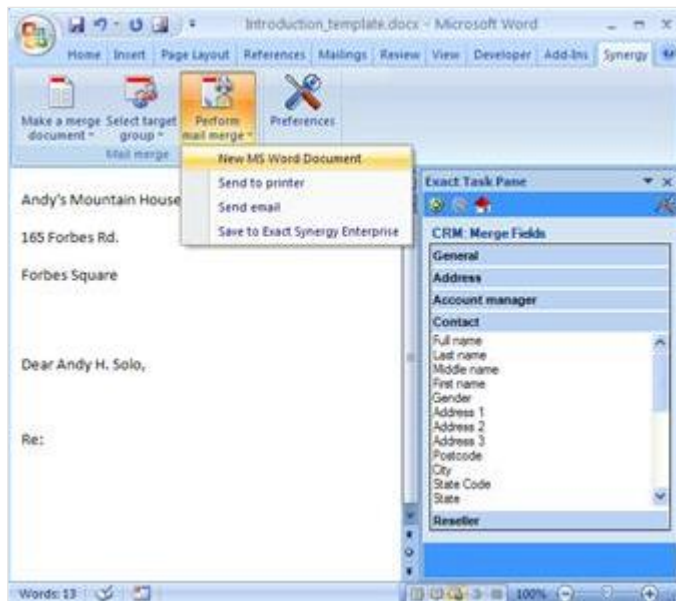 Introduction_template.docx - Microsoft Word
Home Insert Page Layout References Mailings Review View Developer Add-Ins Synergy
Make a merge document Select target group Perform mail merge Preferences
Mail merge
New MS Word Document
Send to printer
Send email
Save to Exact Synergy Enterprise
Andy's Mountain House
165 Forbes Rd.
Forbes Square
Dear Andy H. Solo,
Re:
Exact Task Pane
CRM: Merge Fields
General
Address
Account manager
Contact
Full name
Last name
Middle name
First name
Gender
Address 1
Address 2
Address 3
Postcode
City
State Code
State
Reseller
Words: 13
100%